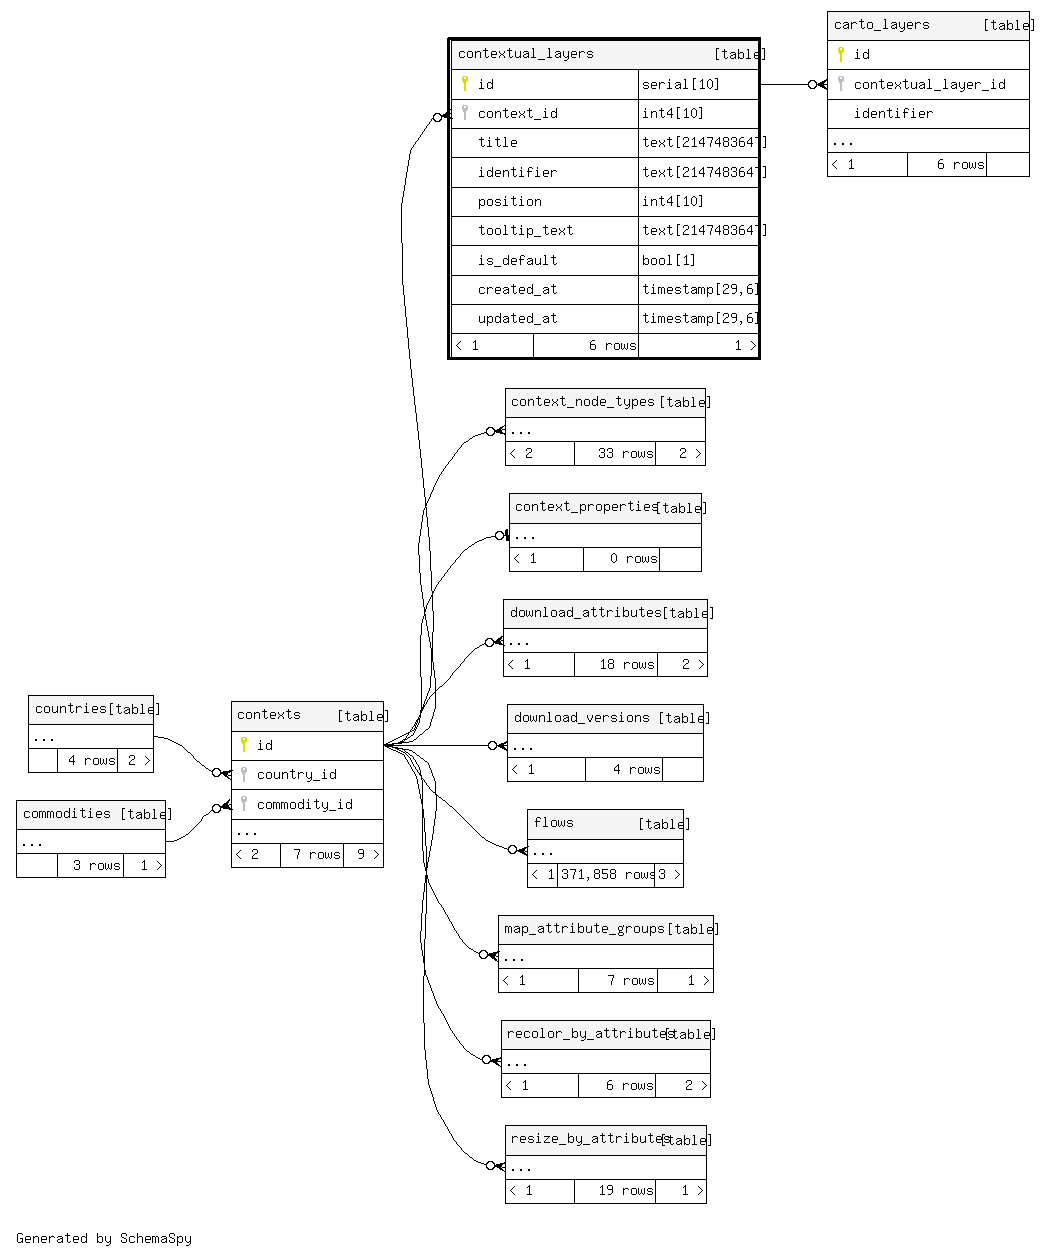 carto_layers [table]
id
contextual_layer_id
identifier
...
< 1 6 rows
contextual_layers [table]
id serial[10]
context_id int4[10]
title text[2147483647]
identifier text[2147483647]
position int4[10]
tooltip_text text[2147483647]
is_default bool[1]
created_at timestamp[29,6]
updated_at timestamp[29,6]
< 1 6 rows 1 >
context_node_types [table]
...
< 2 33 rows 2 >
context_properties [table]
...
< 1 0 rows
download_attributes [table]
...
< 1 18 rows 2 >
countries [table]
...
4 rows 2 >
commodities [table]
...
3 rows 1 >
contexts [table]
id
country_id
commodity_id
...
< 2 7 rows 9 >
download_versions [table]
...
< 1 4 rows
flows [table]
...
< 1 371,858 rows 3 >
map_attribute_groups [table]
...
< 1 7 rows 1 >
recolor_by_attributes [table]
...
< 1 6 rows 2 >
resize_by_attributes [table]
...
< 1 19 rows 1 >
Generated by SchemaSpy